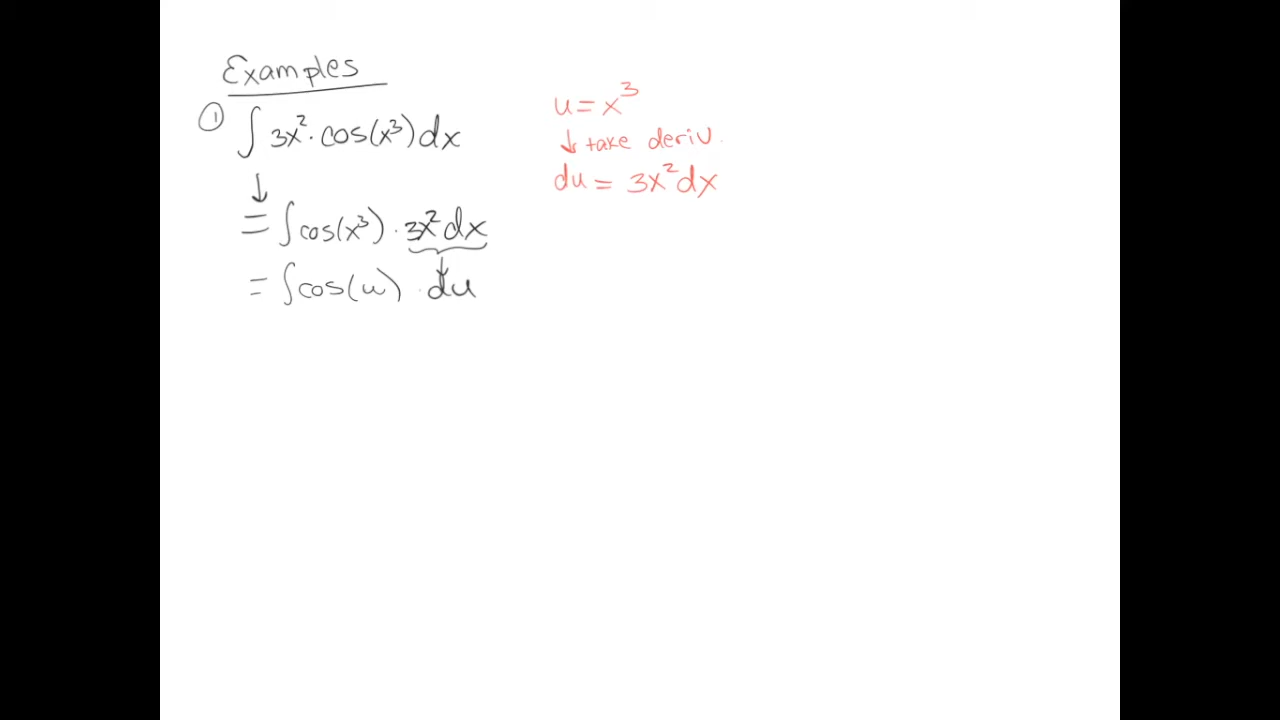 Examples
① ∫ 3x² · cos(x³) dx
↓
= ∫ cos(x³) · 3x² dx
↓
= ∫ cos(u) · du
u = x³
↓ take deriv.
du = 3x² dx